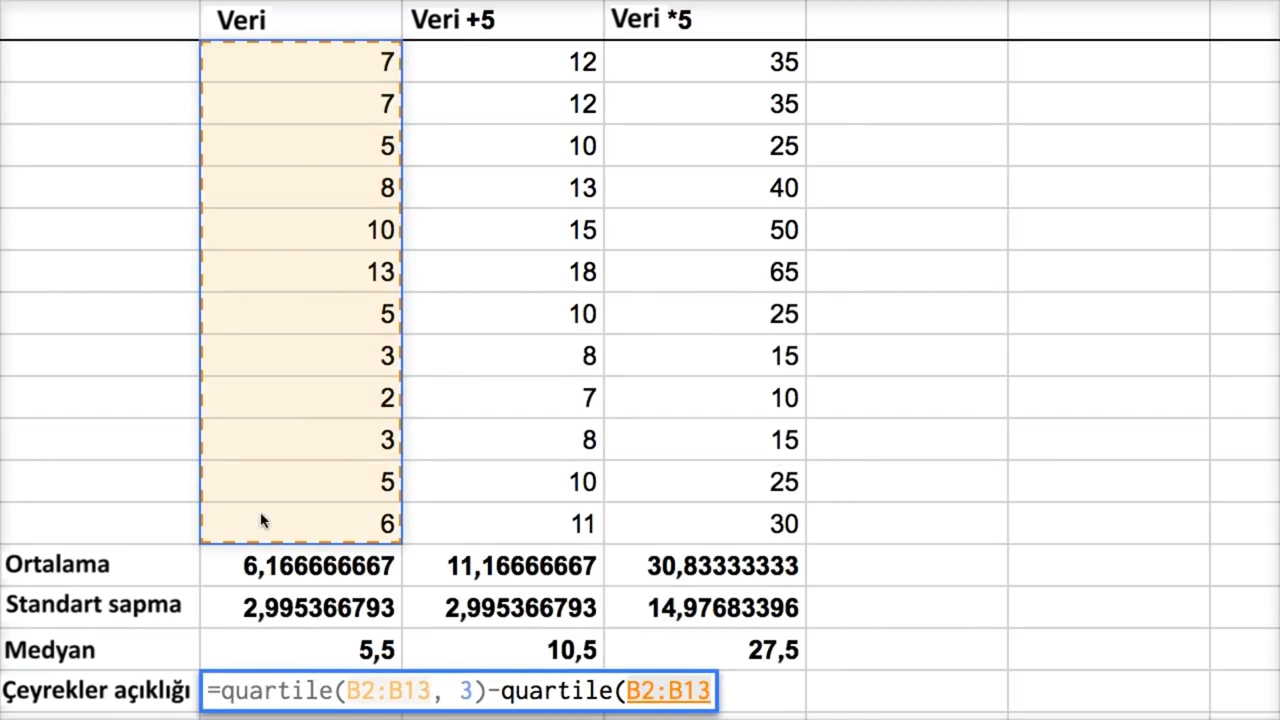 Veri Veri +5 Veri *5
7 12 35
7 12 35
5 10 25
8 13 40
10 15 50
13 18 65
5 10 25
3 8 15
2 7 10
3 8 15
5 10 25
6 11 30
Ortalama 6,166666667 11,16666667 30,83333333
Standart sapma 2,995366793 2,995366793 14,97683396
Medyan 5,5 10,5 27,5
Çeyrekler açıklığı =quartile(B2:B13, 3)-quartile(B2:B13